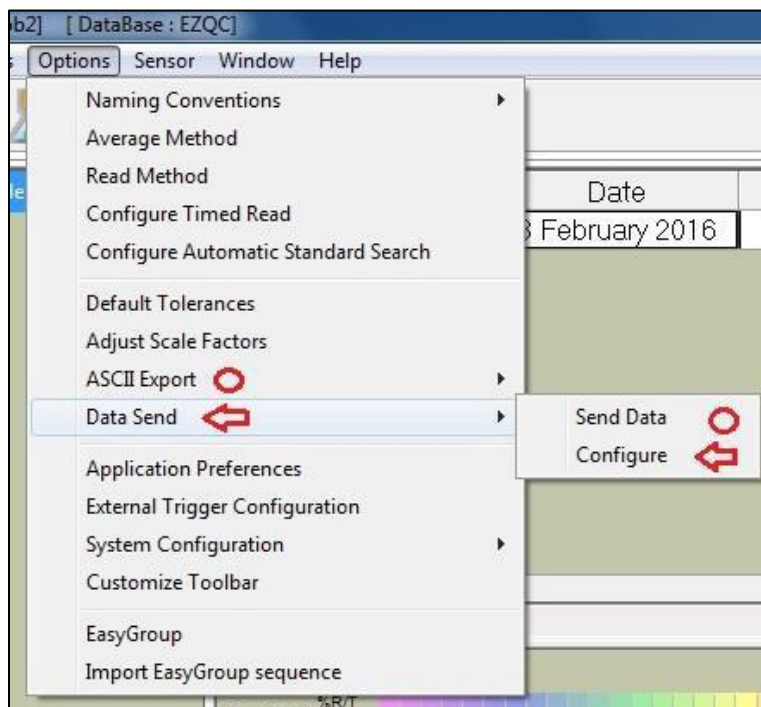 ob2] [ DataBase : EZQC]
Options Sensor Window Help
Naming Conventions
Average Method
Read Method
Configure Timed Read
Configure Automatic Standard Search
Default Tolerances
Adjust Scale Factors
ASCII Export
Data Send
Application Preferences
External Trigger Configuration
System Configuration
Customize Toolbar
EasyGroup
Import EasyGroup sequence
Send Data
Configure
Date
February 2016
%R/T